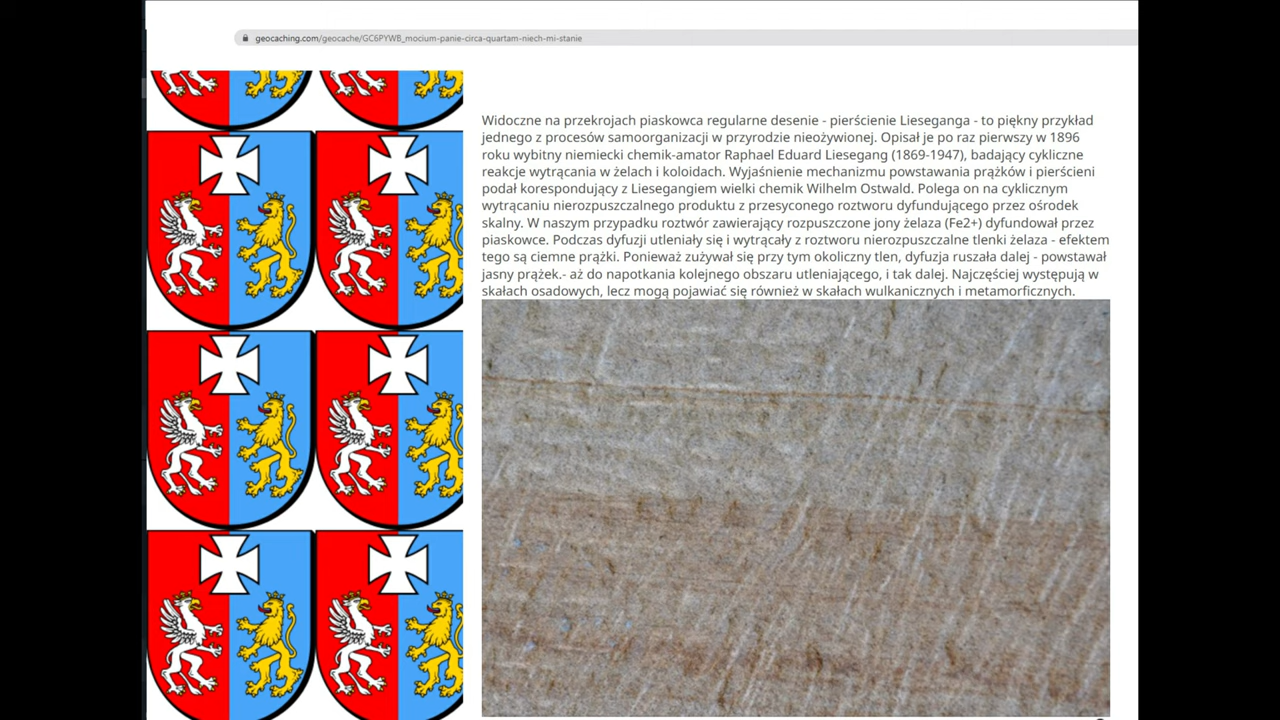 geocaching.com/geocache/GC6PYWB_mocium-panie-circa-quartam-niech-mi-stanie
Widoczne na przekrojach piaskowca regularne desenie - pierścienie Lieseganga - to piękny przykład
jednego z procesów samoorganizacji w przyrodzie nieożywionej. Opisał je po raz pierwszy w 1896
roku wybitny niemiecki chemik-amator Raphael Eduard Liesegang (1869-1947), badający cykliczne
reakcje wytrącania w żelach i koloidach. Wyjaśnienie mechanizmu powstawania prążków i pierścieni
podał korespondujący z Liesegangiem wielki chemik Wilhelm Ostwald. Polega on na cyklicznym
wytrącaniu nierozpuszczalnego produktu z przesyconego roztworu dyfundującego przez ośrodek
skalny. W naszym przypadku roztwór zawierający rozpuszczone jony żelaza (Fe2+) dyfundował przez
piaskowce. Podczas dyfuzji utleniały się i wytrącały z roztworu nierozpuszczalne tlenki żelaza - efektem
tego są ciemne prążki. Ponieważ zużywał się przy tym okoliczny tlen, dyfuzja ruszała dalej - powstawał
jasny prążek.- aż do napotkania kolejnego obszaru utleniającego, i tak dalej. Najczęściej występują w
skałach osadowych, lecz mogą pojawiać się również w skałach wulkanicznych i metamorficznych.